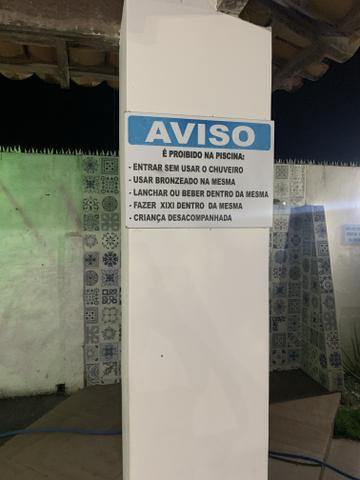 AVISO
É PROIBIDO NA PISCINA:
- ENTRAR SEM USAR O CHUVEIRO
- USAR BRONZEADO NA MESMA
- LANCHAR OU BEBER DENTRO DA MESMA
- FAZER XIXI DENTRO DA MESMA
- CRIANÇA DESACOMPANHADA